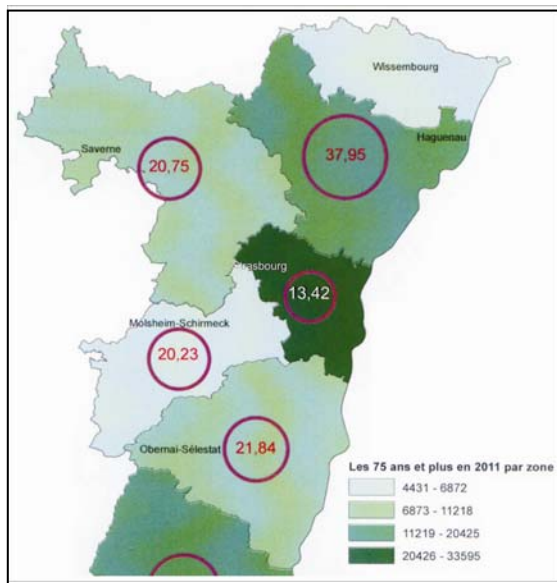 Wissembourg
Haguenau
Saverne
20,75
37,95
Strasbourg
13,42
Molsheim-Schirmeck
20,23
Obernai-Sélestat
21,84
Les 75 ans et plus en 2011 par zone
4431 - 6872
6873 - 11218
11219 - 20425
20426 - 33595